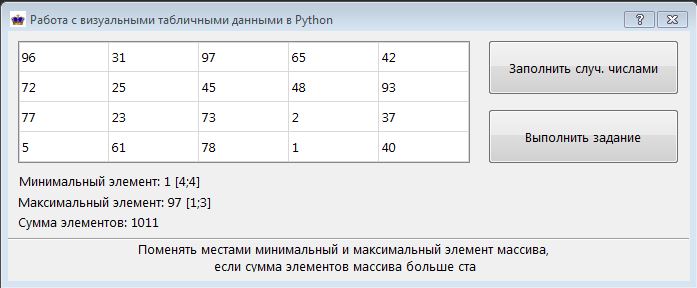 Работа с визуальными табличными данными в Python
96 31 97 65 42
72 25 45 48 93
77 23 73 2 37
5 61 78 1 40
Заполнить случ. числами
Выполнить задание
Минимальный элемент: 1 [4;4]
Максимальный элемент: 97 [1;3]
Сумма элементов: 1011
Поменять местами минимальный и максимальный элемент массива,
если сумма элементов массива больше ста